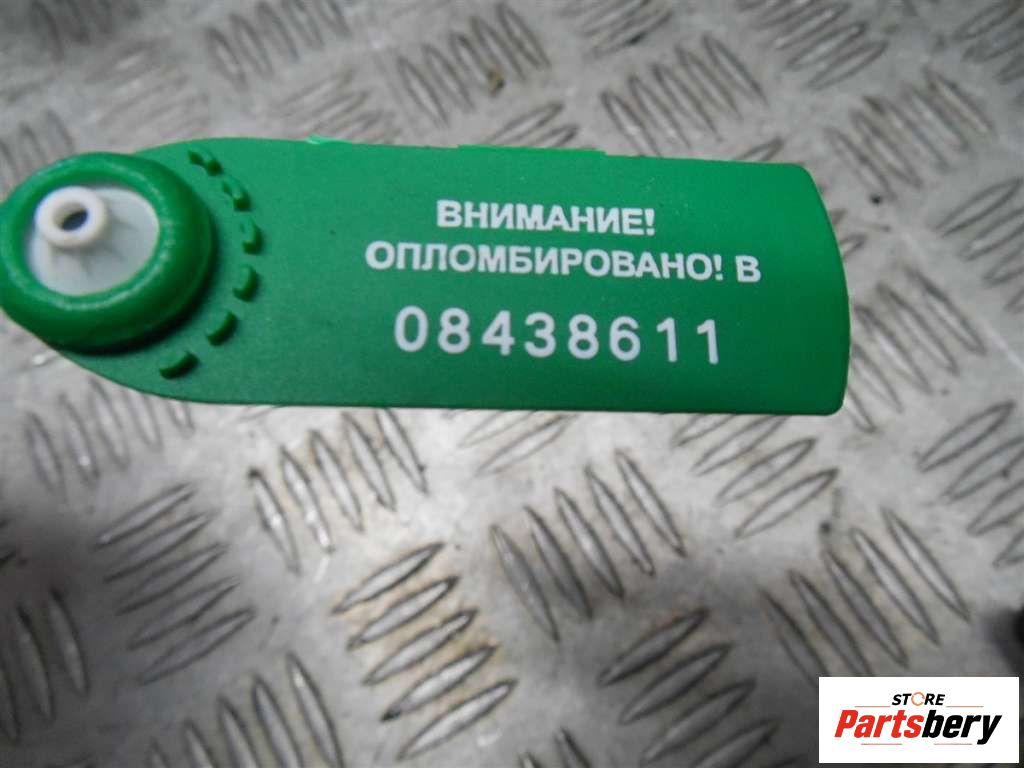 ВНИМАНИЕ!
ОПЛОМБИРОВАНО! В
08438611
STORE
Partsbery